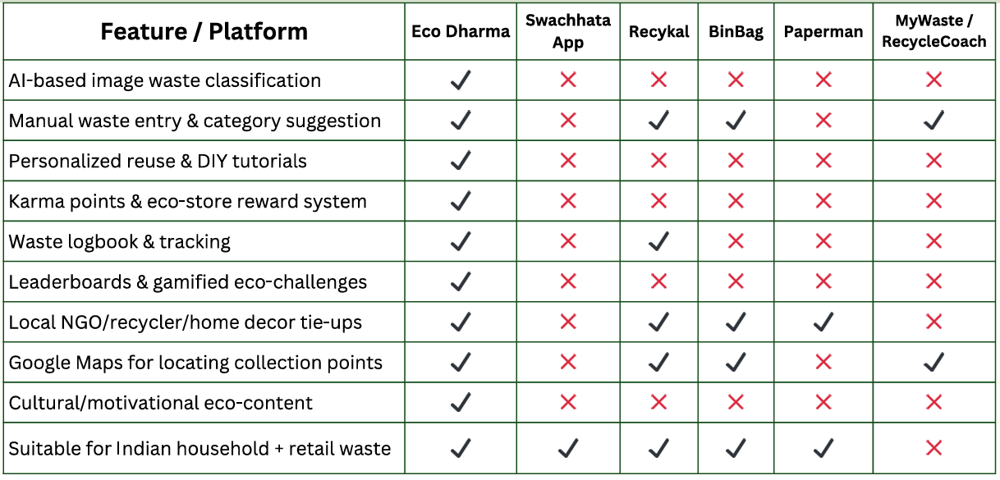 Feature / Platform Eco Dharma Swachhata App Recykal BinBag Paperman MyWaste / RecycleCoach
AI-based image waste classification ✓ ✗ ✗ ✗ ✗ ✗
Manual waste entry & category suggestion ✓ ✗ ✓ ✓ ✗ ✓
Personalized reuse & DIY tutorials ✓ ✗ ✗ ✗ ✗ ✗
Karma points & eco-store reward system ✓ ✗ ✗ ✗ ✗ ✗
Waste logbook & tracking ✓ ✗ ✓ ✗ ✗ ✗
Leaderboards & gamified eco-challenges ✓ ✗ ✗ ✗ ✗ ✗
Local NGO/recycler/home decor tie-ups ✓ ✗ ✓ ✓ ✓ ✗
Google Maps for locating collection points ✓ ✗ ✓ ✓ ✗ ✓
Cultural/motivational eco-content ✓ ✗ ✗ ✗ ✗ ✗
Suitable for Indian household + retail waste ✓ ✓ ✓ ✓ ✓ ✗